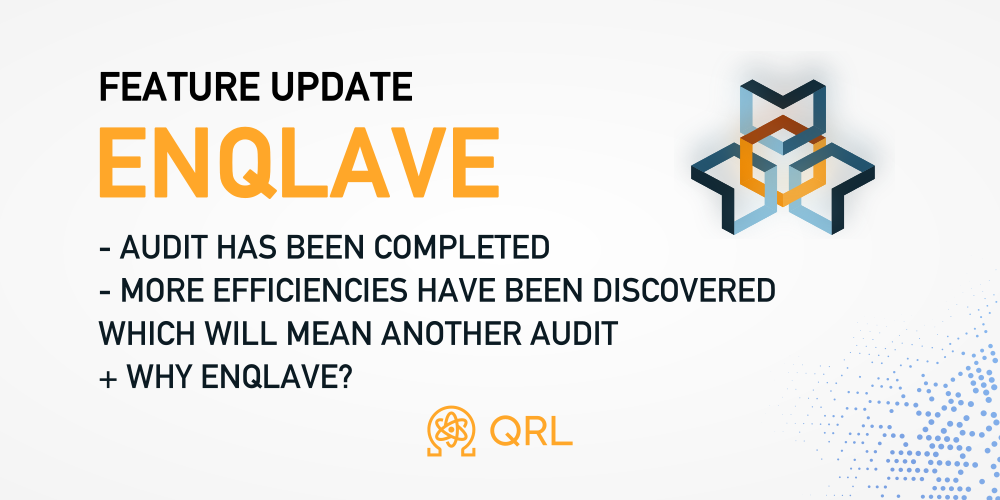 FEATURE UPDATE
ENQLAVE
- AUDIT HAS BEEN COMPLETED
- MORE EFFICIENCIES HAVE BEEN DISCOVERED
WHICH WILL MEAN ANOTHER AUDIT
+ WHY ENQLAVE?
QRL